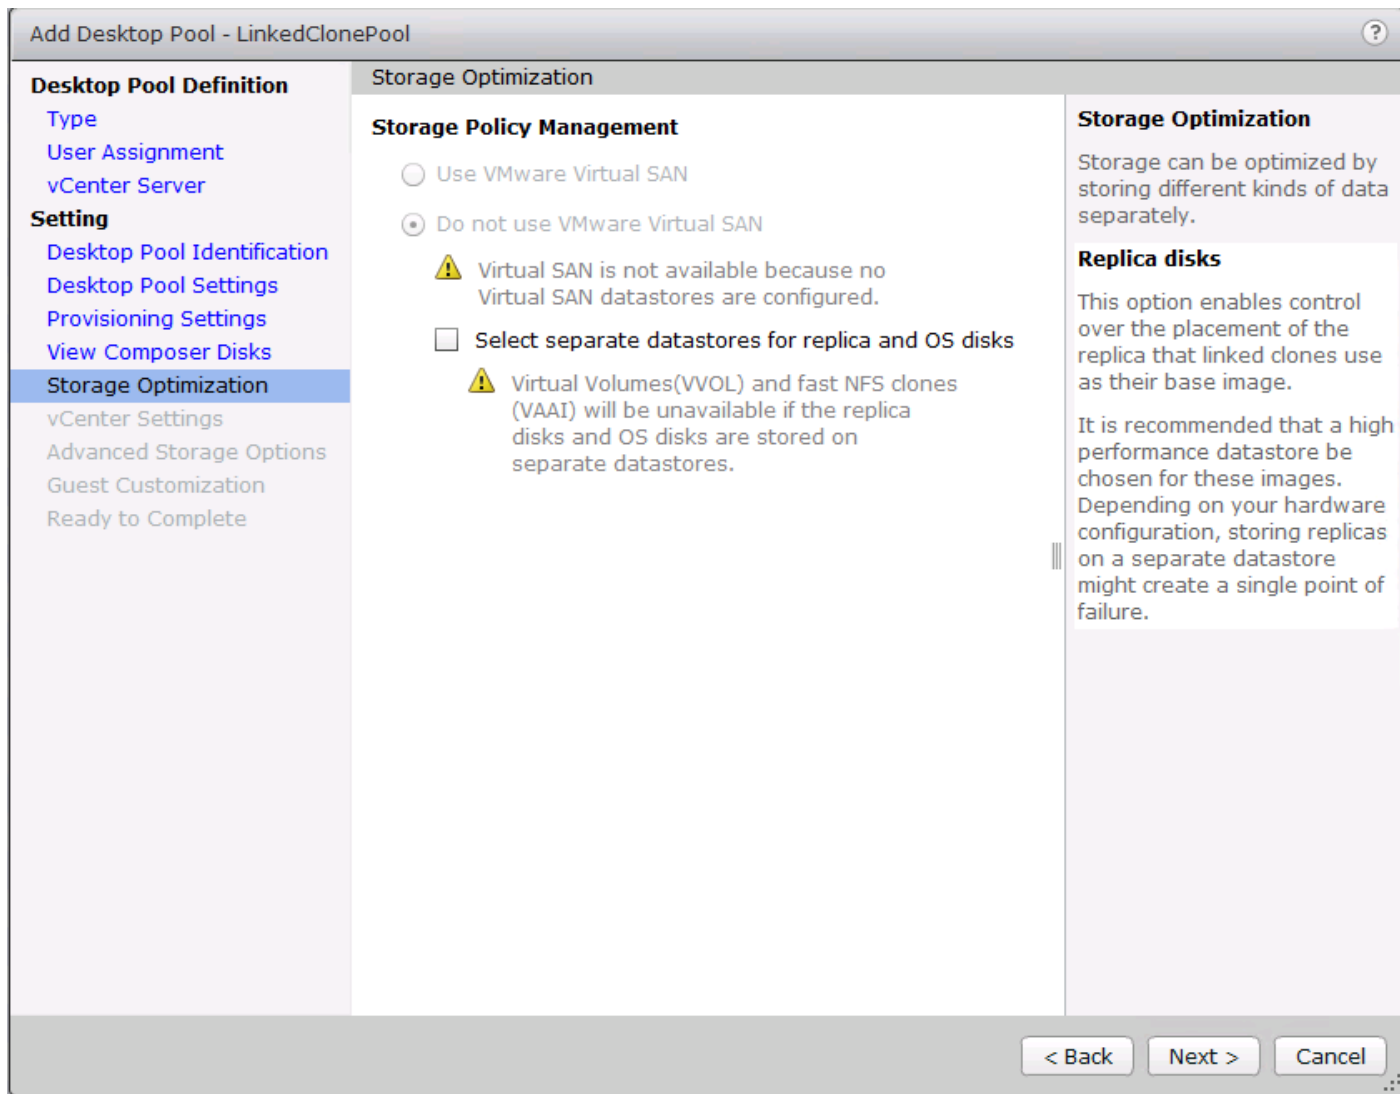 Add Desktop Pool - LinkedClonePool
?
Desktop Pool Definition
Type
User Assignment
vCenter Server
Setting
Desktop Pool Identification
Desktop Pool Settings
Provisioning Settings
View Composer Disks
Storage Optimization
vCenter Settings
Advanced Storage Options
Guest Customization
Ready to Complete
Storage Optimization
Storage Policy Management
Use VMware Virtual SAN
Do not use VMware Virtual SAN
Virtual SAN is not available because no
Virtual SAN datastores are configured.
Select separate datastores for replica and OS disks
Virtual Volumes(VVOL) and fast NFS clones
(VAAI) will be unavailable if the replica
disks and OS disks are stored on
separate datastores.
Storage Optimization
Storage can be optimized by
storing different kinds of data
separately.
Replica disks
This option enables control
over the placement of the
replica that linked clones use
as their base image.
It is recommended that a high
performance datastore be
chosen for these images.
Depending on your hardware
configuration, storing replicas
on a separate datastore
might create a single point of
failure.
< Back
Next >
Cancel